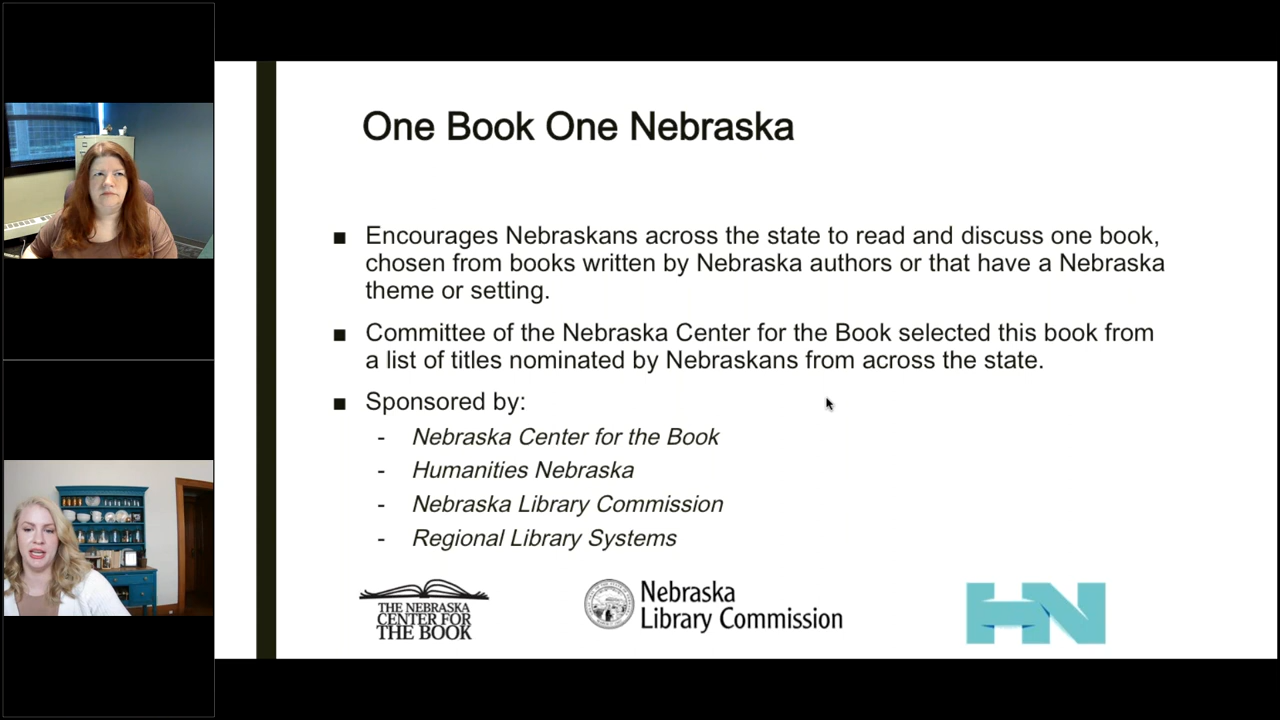 One Book One Nebraska
■ Encourages Nebraskans across the state to read and discuss one book,
chosen from books written by Nebraska authors or that have a Nebraska
theme or setting.
■ Committee of the Nebraska Center for the Book selected this book from
a list of titles nominated by Nebraskans from across the state.
■ Sponsored by:
- Nebraska Center for the Book
- Humanities Nebraska
- Nebraska Library Commission
- Regional Library Systems
THE NEBRASKA
CENTER FOR
THE BOOK
Nebraska
Library Commission
HN